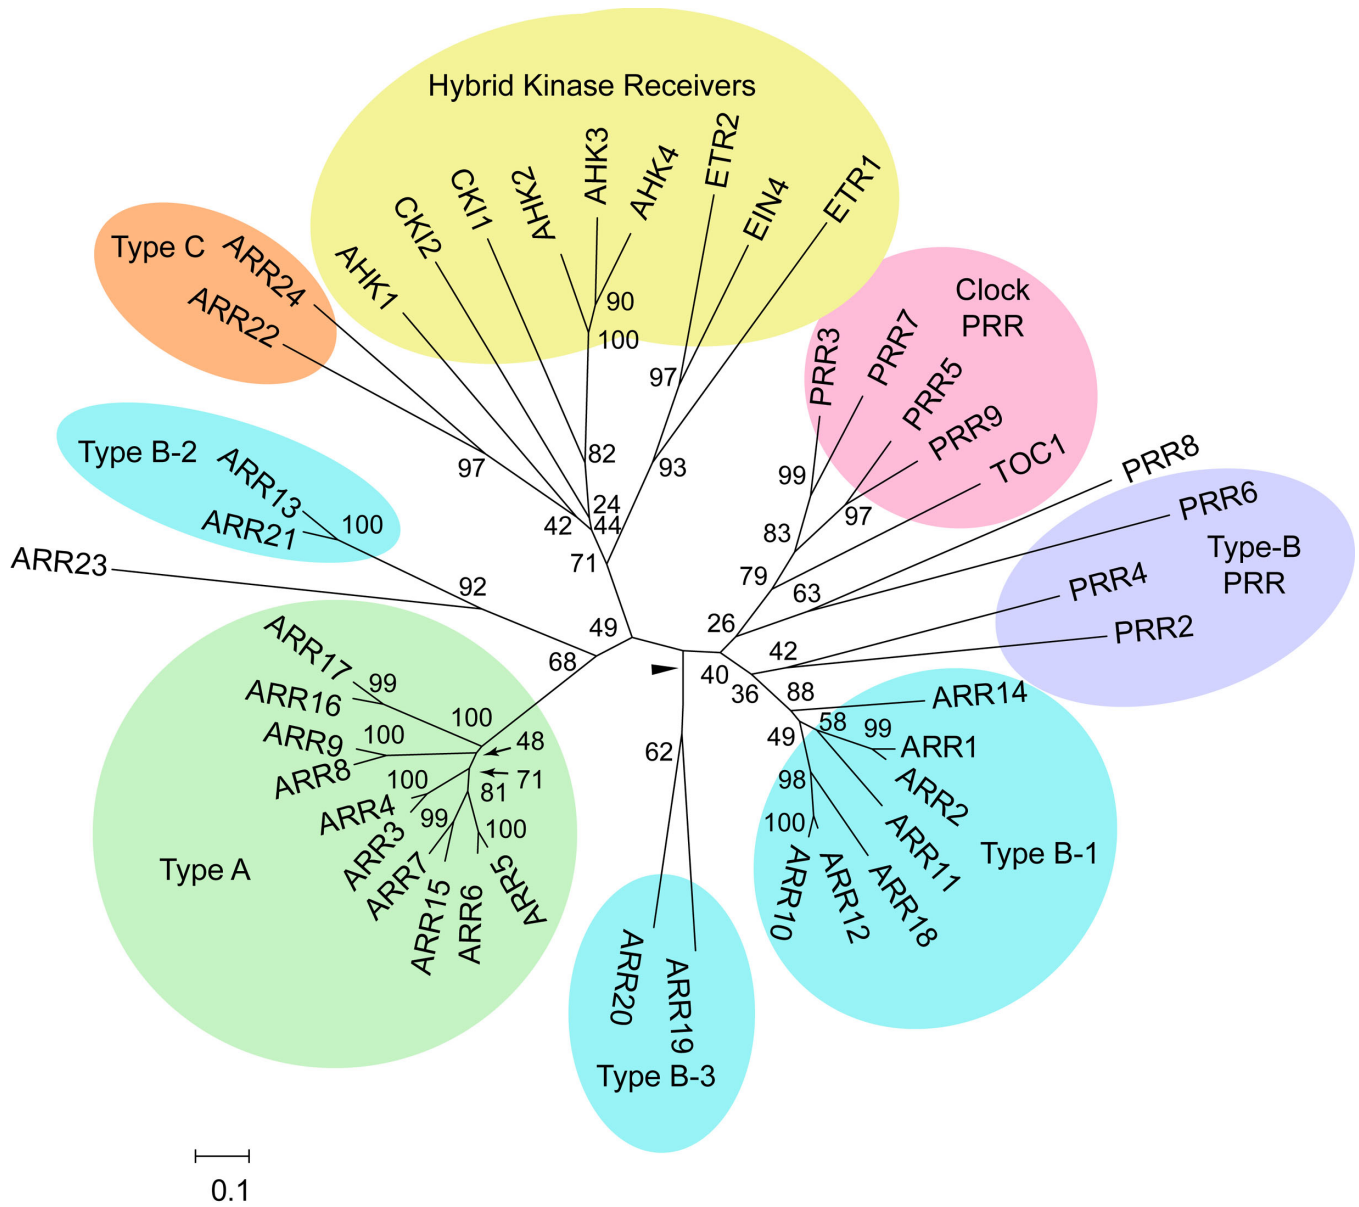 Hybrid Kinase Receivers
AHK1
CKI2
CKI1
AHK2
AHK3
AHK4
ETR2
EIN4
ETR1
90
100
97
93
82
24
44
42
71
Type C
ARR24
ARR22
97
Clock
PRR
PRR3
PRR7
PRR5
PRR9
TOC1
99
97
83
79
63
26
PRR8
PRR6
Type-B
PRR
PRR4
PRR2
42
40
36
Type B-2
ARR13
ARR21
100
ARR23
92
49
68
ARR17
99
ARR16
100
ARR9
100
ARR8
48
71
100
ARR4
81
ARR3
99
100
ARR7
ARR15
ARR6
ARR5
Type A
88
ARR14
58
99
49
ARR1
98
ARR2
100
ARR11
ARR10
ARR12
ARR18
Type B-1
62
ARR20
ARR19
Type B-3
0.1